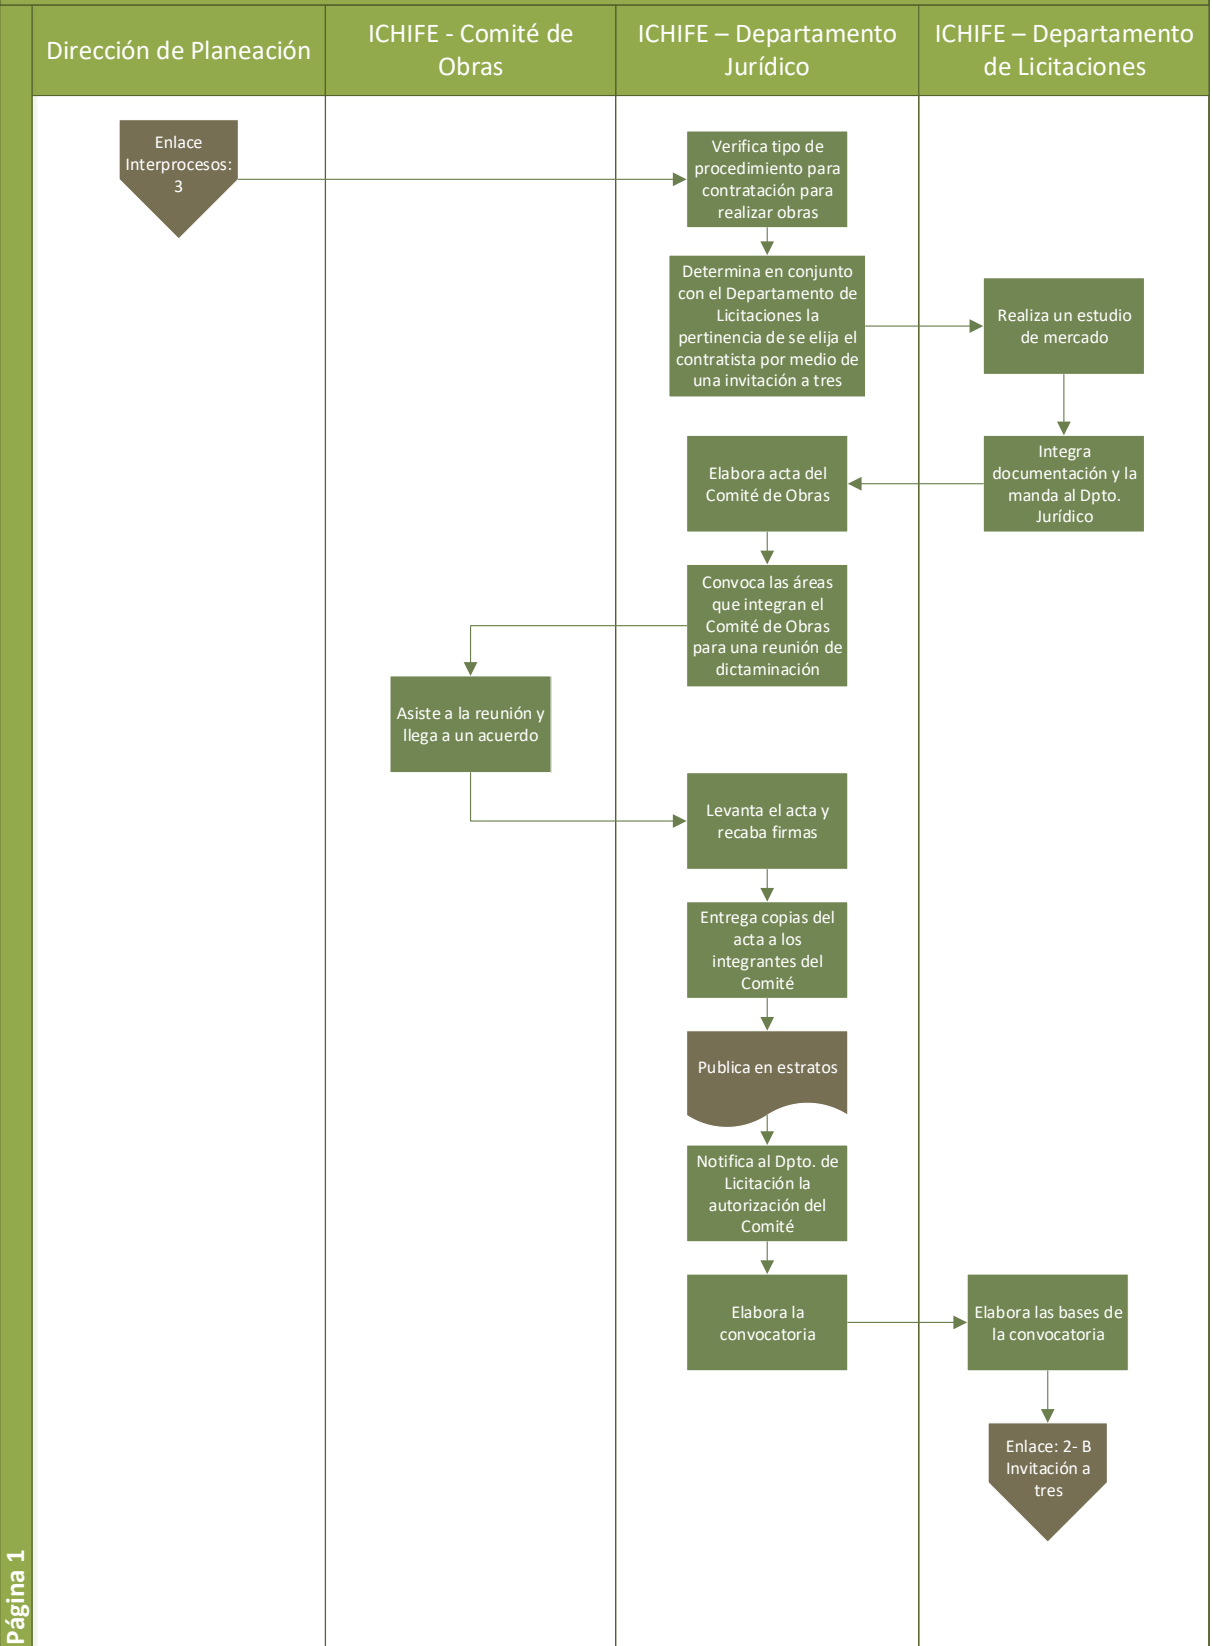 Dirección de Planeación
ICHIFE - Comité de
Obras
ICHIFE – Departamento
Jurídico
ICHIFE – Departamento
de Licitaciones
Enlace
Interprocesos:
3
Verifica tipo de
procedimiento para
contratación para
realizar obras
Determina en conjunto
con el Departamento de
Licitaciones la
pertinencia de se elija el
contratista por medio de
una invitación a tres
Realiza un estudio
de mercado
Integra
documentación y la
manda al Dpto.
Jurídico
Elabora acta del
Comité de Obras
Convoca las áreas
que integran el
Comité de Obras
para una reunión de
dictaminación
Asiste a la reunión y
llega a un acuerdo
Levanta el acta y
recaba firmas
Entrega copias del
acta a los
integrantes del
Comité
Publica en estratos
Notifica al Dpto. de
Licitación la
autorización del
Comité
Elabora la
convocatoria
Elabora las bases de
la convocatoria
Enlace: 2- B
Invitación a
tres
Página 1